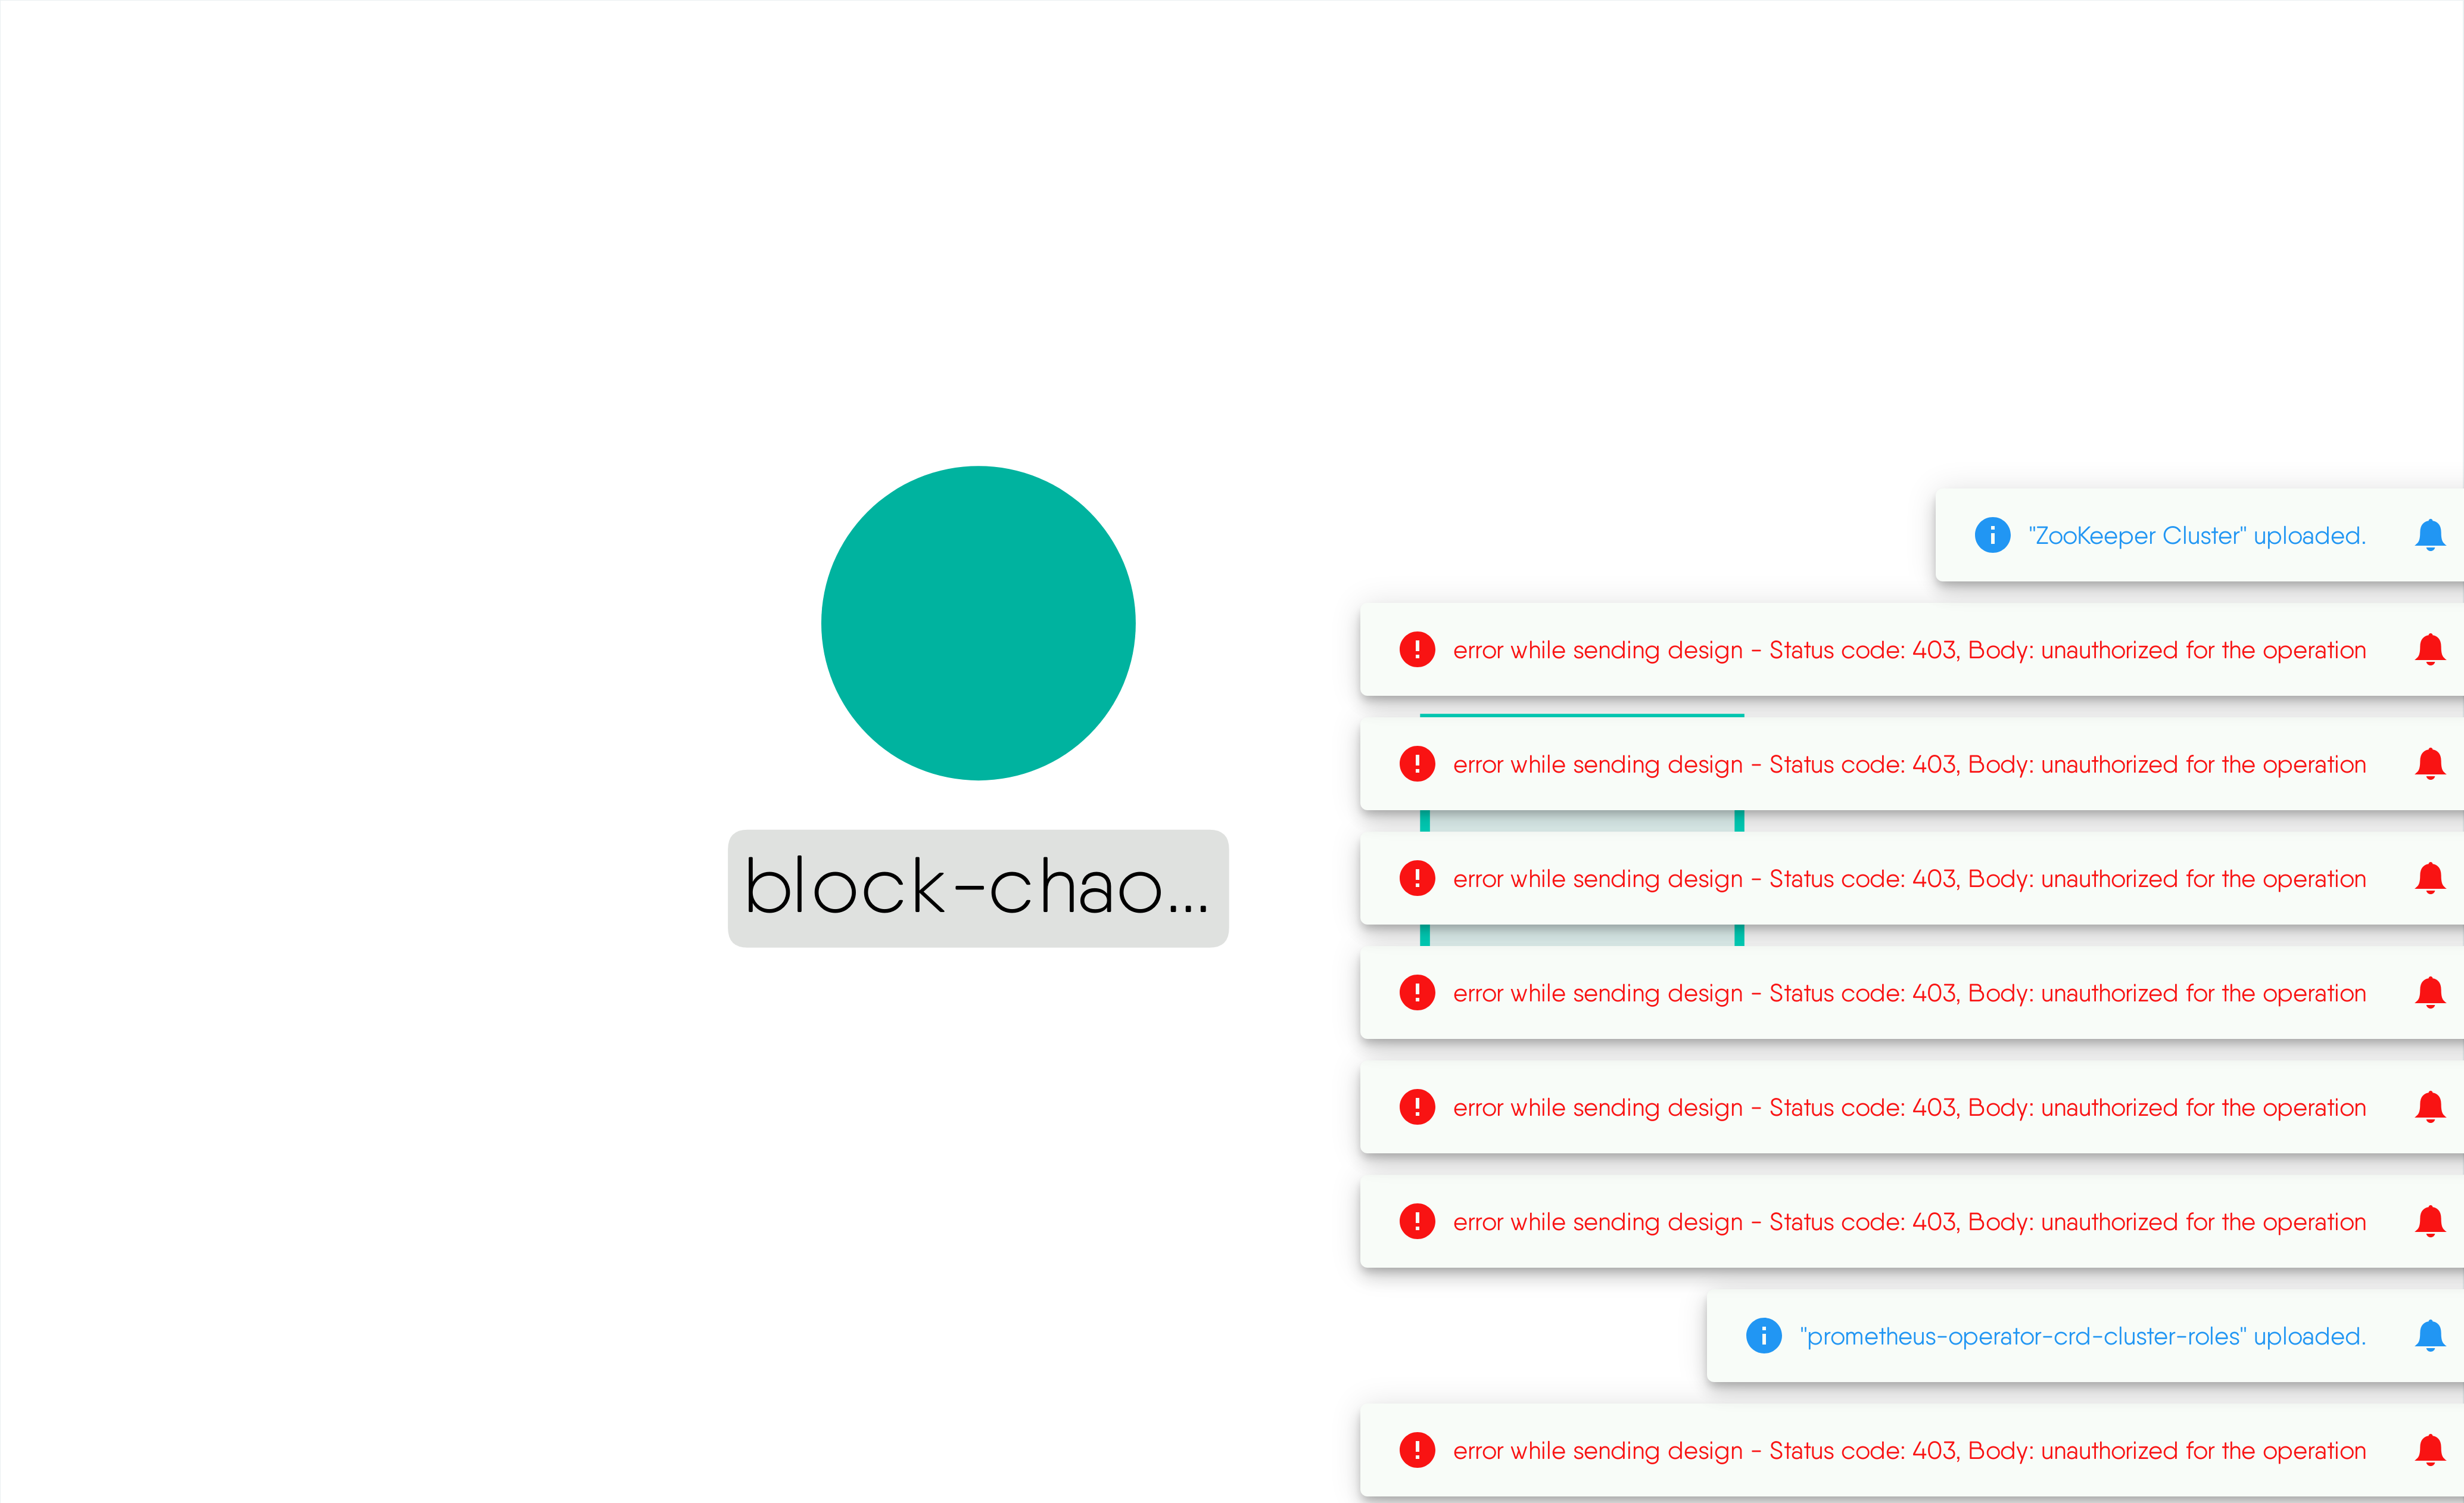 "ZooKeeper Cluster" uploaded.
error while sending design - Status code: 403, Body: unauthorized for the operation
error while sending design - Status code: 403, Body: unauthorized for the operation
block-chao...
error while sending design - Status code: 403, Body: unauthorized for the operation
error while sending design - Status code: 403, Body: unauthorized for the operation
error while sending design - Status code: 403, Body: unauthorized for the operation
error while sending design - Status code: 403, Body: unauthorized for the operation
"prometheus-operator-crd-cluster-roles" uploaded.
error while sending design - Status code: 403, Body: unauthorized for the operation